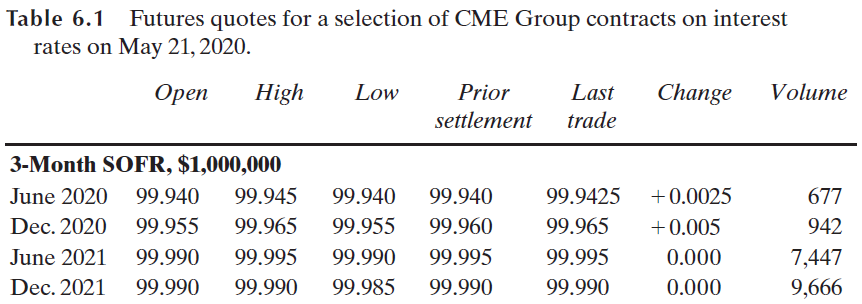 Table 6.1 Futures quotes for a selection of CME Group contracts on interest
rates on May 21, 2020.
Open High Low Prior Last Change Volume
settlement trade
3-Month SOFR, $1,000,000
June 2020 99.940 99.945 99.940 99.940 99.9425 +0.0025 677
Dec. 2020 99.955 99.965 99.955 99.960 99.965 +0.005 942
June 2021 99.990 99.995 99.990 99.995 99.995 0.000 7,447
Dec. 2021 99.990 99.990 99.985 99.990 99.990 0.000 9,666